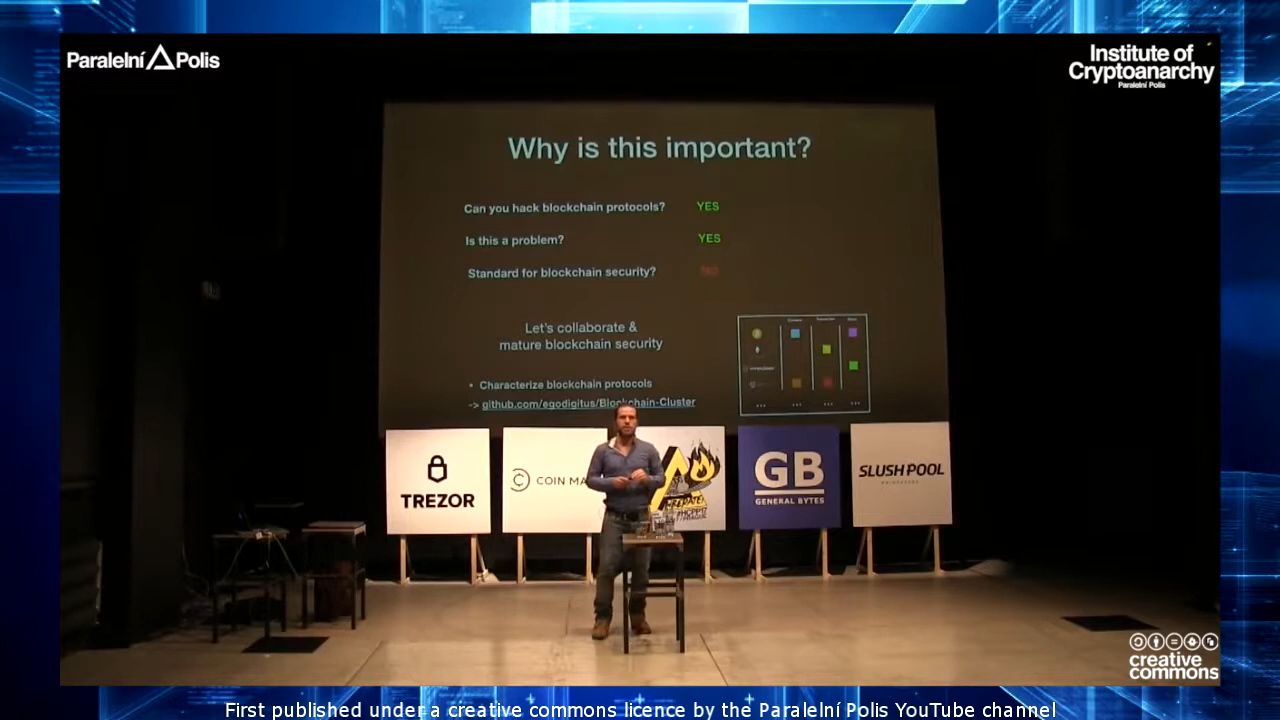 Paralelní Polis
Institute of
Cryptoanarchy
Paralelní Polis
Why is this important?
Can you hack blockchain protocols? YES
Is this a problem? YES
Standard for blockchain security? NO
Let's collaborate &
mature blockchain security
• Characterize blockchain protocols
-> github.com/egodigitus/Blockchain-Cluster
TREZOR
COIN MA
GB
GENERAL BYTES
SLUSH POOL
creative
commons
First published under a creative commons licence by the Paralelní Polis YouTube channel